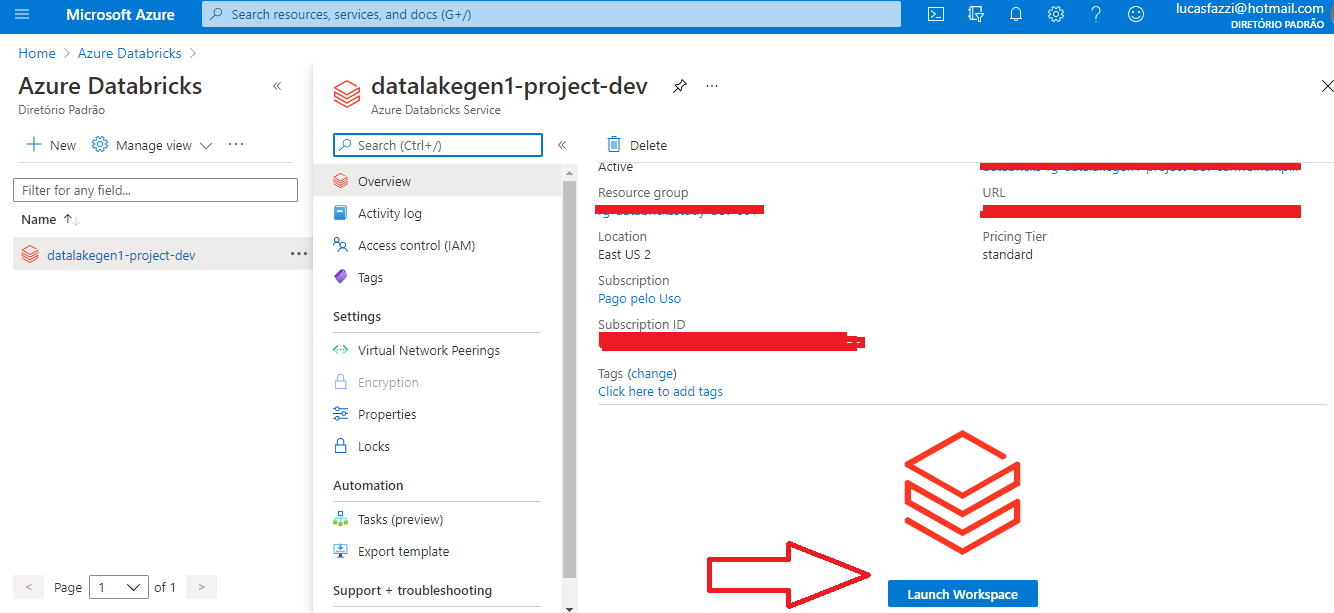 Microsoft Azure
Search resources, services, and docs (G+/)
lucasfazzi@hotmail.com
DIRETÓRIO PADRÃO
Home > Azure Databricks >
Azure Databricks
Diretório Padrão
New
Manage view
Filter for any field...
Name
datalakegen1-project-dev
Page 1 of 1
datalakegen1-project-dev
Azure Databricks Service
Search (Ctrl+/)
Overview
Activity log
Access control (IAM)
Tags
Settings
Virtual Network Peerings
Encryption
Properties
Locks
Automation
Tasks (preview)
Export template
Support + troubleshooting
Delete
Active
Resource group
Location
East US 2
Subscription
Pago pelo Uso
Subscription ID
Tags (change)
Click here to add tags
URL
Pricing Tier
standard
Launch Workspace